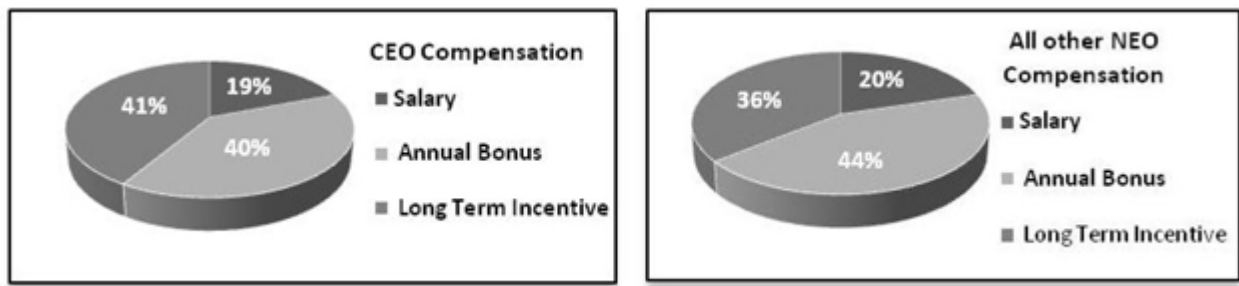 CEO Compensation
19%
41%
40%
Salary
Annual Bonus
Long Term Incentive
All other NEO
Compensation
20%
36%
44%
Salary
Annual Bonus
Long Term Incentive